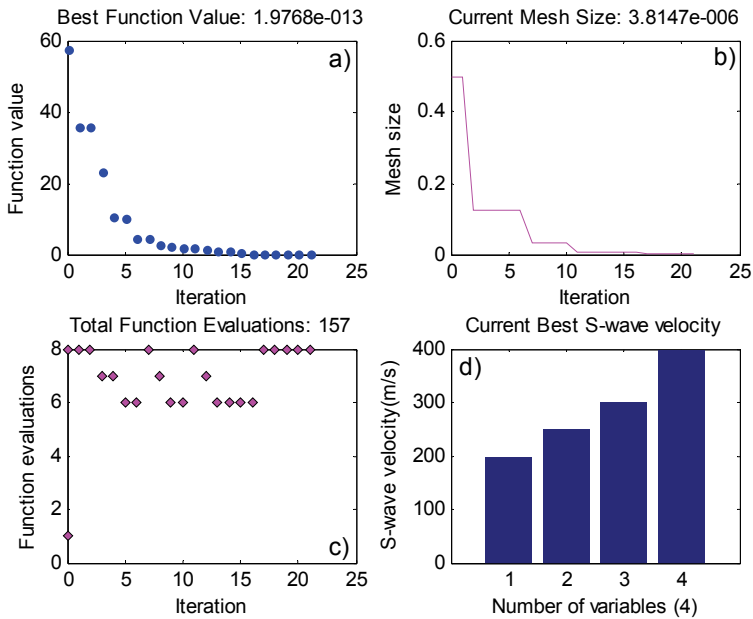 Best Function Value: 1.9768e-013
60
40
20
0
0 5 10 15 20 25
Function value
Iteration
a)
Current Mesh Size: 3.8147e-006
0.6
0.4
0.2
0
0 5 10 15 20 25
Mesh size
Iteration
b)
Total Function Evaluations: 157
8
6
4
2
0
0 5 10 15 20 25
Function evaluations
Iteration
c)
Current Best S-wave velocity
400
300
200
100
0
1 2 3 4
S-wave velocity(m/s)
Number of variables (4)
d)